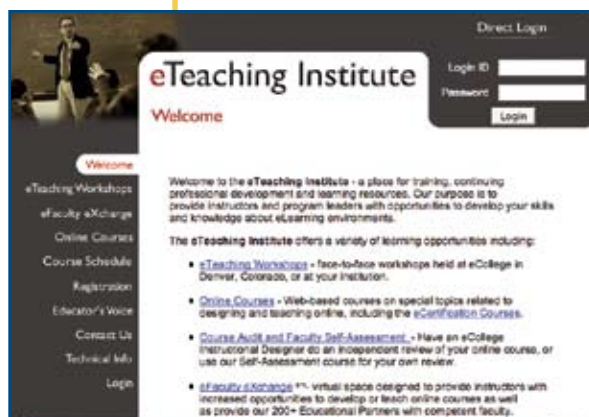 Direct Login
Login ID
Password
Login
eTeaching Institute
Welcome
Welcome
eTeaching Workshops
eFaculty eXchange
Online Courses
Course Schedule
Registration
Educator's Voice
Contact Us
Technical Info
Login
Welcome to the eTeaching Institute - a place for training, continuing
professional development and learning resources. Our purpose is to
provide instructors and program leaders with opportunities to develop your skills
and knowledge about eLearning environments.
The eTeaching Institute offers a variety of learning opportunities including:
• eTeaching Workshops - face-to-face workshops held at eCollege in
Denver, Colorado, or at your institution.
• Online Courses - Web-based courses on special topics related to
designing and teaching online, including the eCertification Courses.
• Course Audit and Faculty Self-Assessment - Have an eCollege
Instructional Designer do an independent review of your online course, or
use our Self-Assessment course for your own review.
• eFaculty eXchange - virtual space designed to provide instructors with
increased opportunities to develop or teach online courses as well
as provide our 200+ Educational Partners with competent faculty.